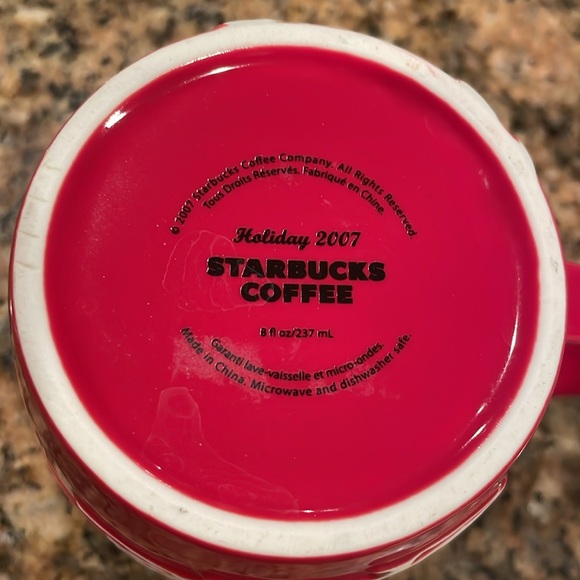 © 2007 Starbucks Coffee Company. All Rights Reserved
Tous Droits Réservés. Fabriqué en Chine.
Holiday 2007
STARBUCKS
COFFEE
8 fl oz/237 mL
Garanti lave-vaisselle et micro-ondes.
Made in China. Microwave and dishwasher safe.